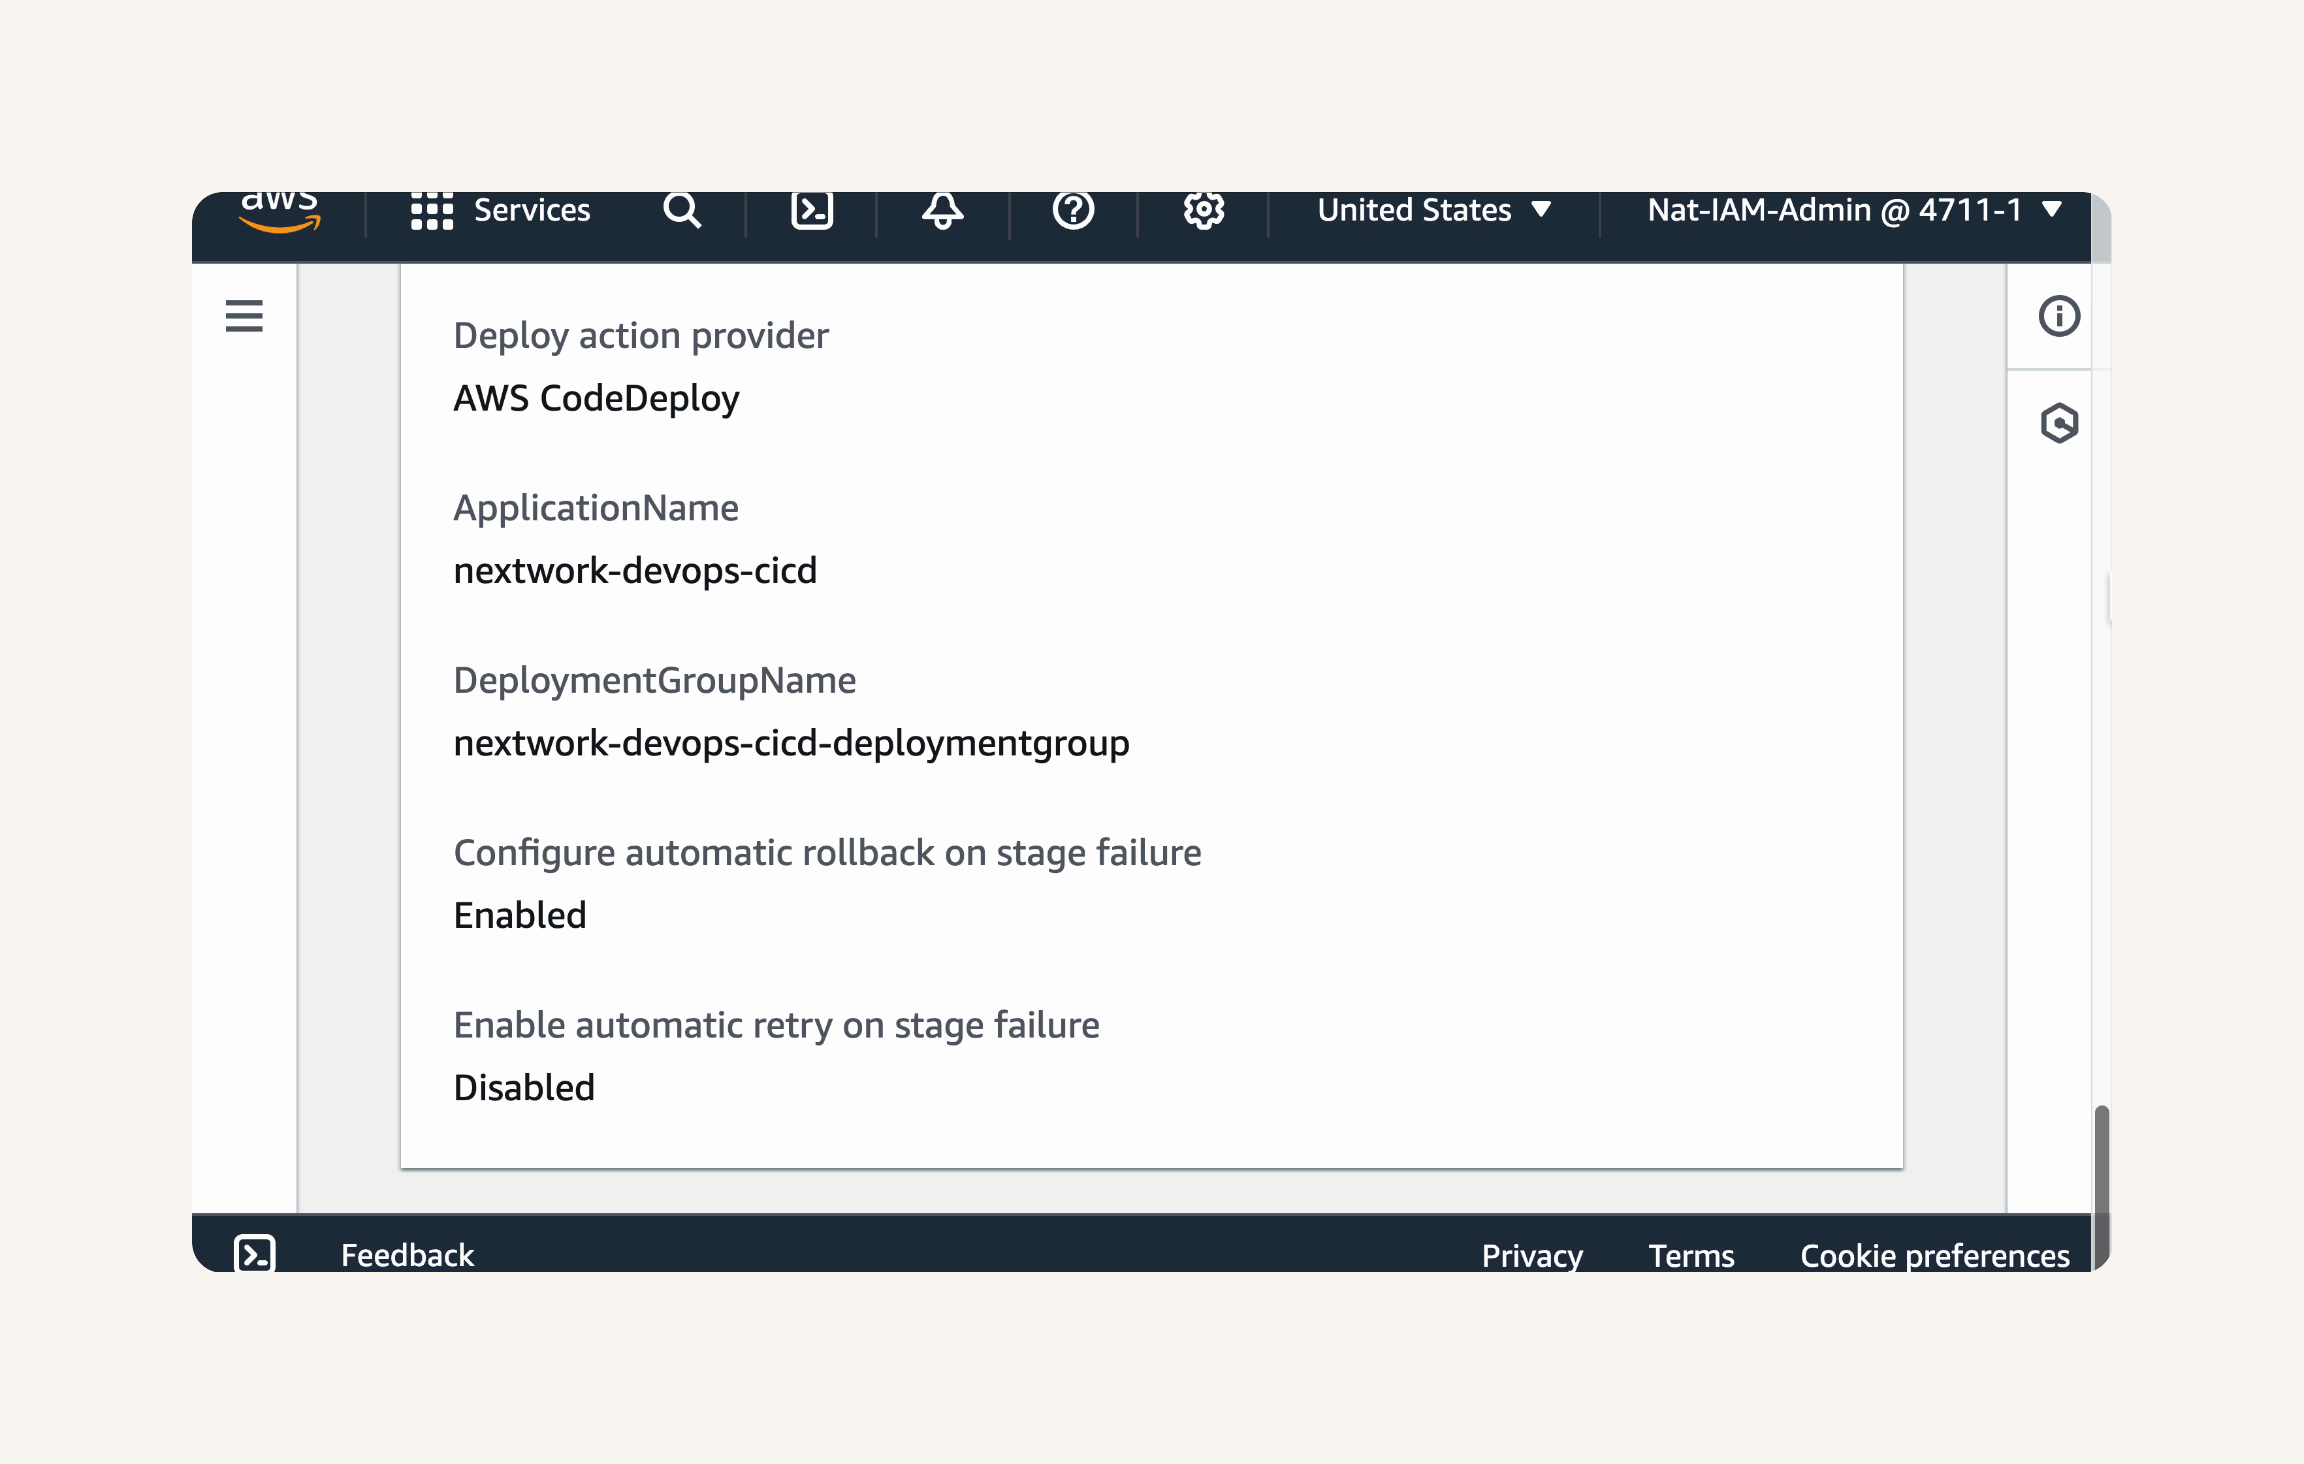 aws
Services
United States
Nat-IAM-Admin @ 4711-1
Deploy action provider
AWS CodeDeploy
ApplicationName
nextwork-devops-cicd
DeploymentGroupName
nextwork-devops-cicd-deploymentgroup
Configure automatic rollback on stage failure
Enabled
Enable automatic retry on stage failure
Disabled
Feedback
Privacy
Terms
Cookie preferences